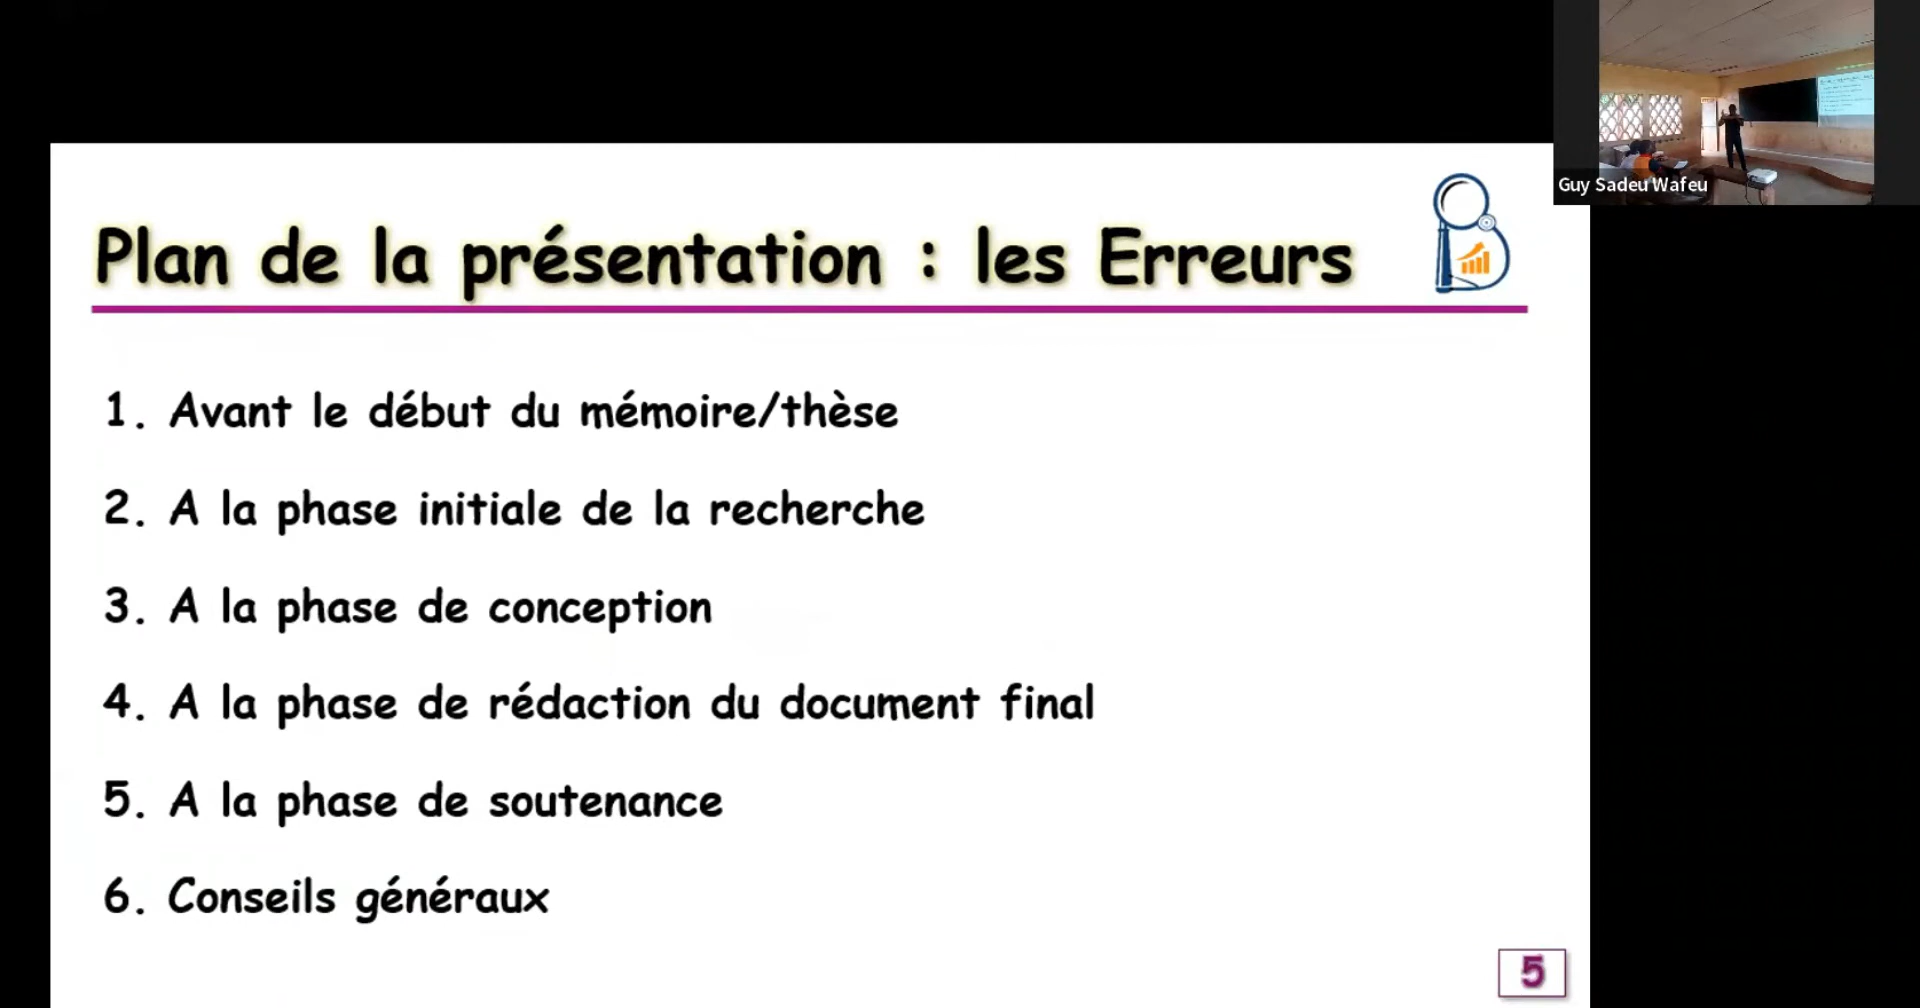 Guy Sadeu Wafeu
Plan de la présentation : les Erreurs
1. Avant le début du mémoire/thèse
2. A la phase initiale de la recherche
3. A la phase de conception
4. A la phase de rédaction du document final
5. A la phase de soutenance
6. Conseils généraux
5